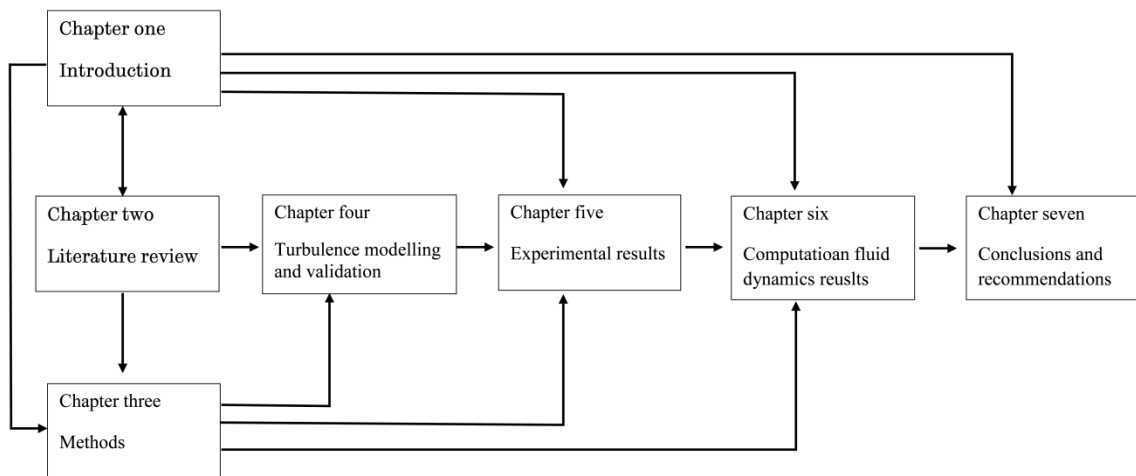 Chapter one
Introduction
Chapter two
Literature review
Chapter three
Methods
Chapter four
Turbulence modelling
and validation
Chapter five
Experimental results
Chapter six
Computatioan fluid
dynamics reuslts
Chapter seven
Conclusions and
recommendations